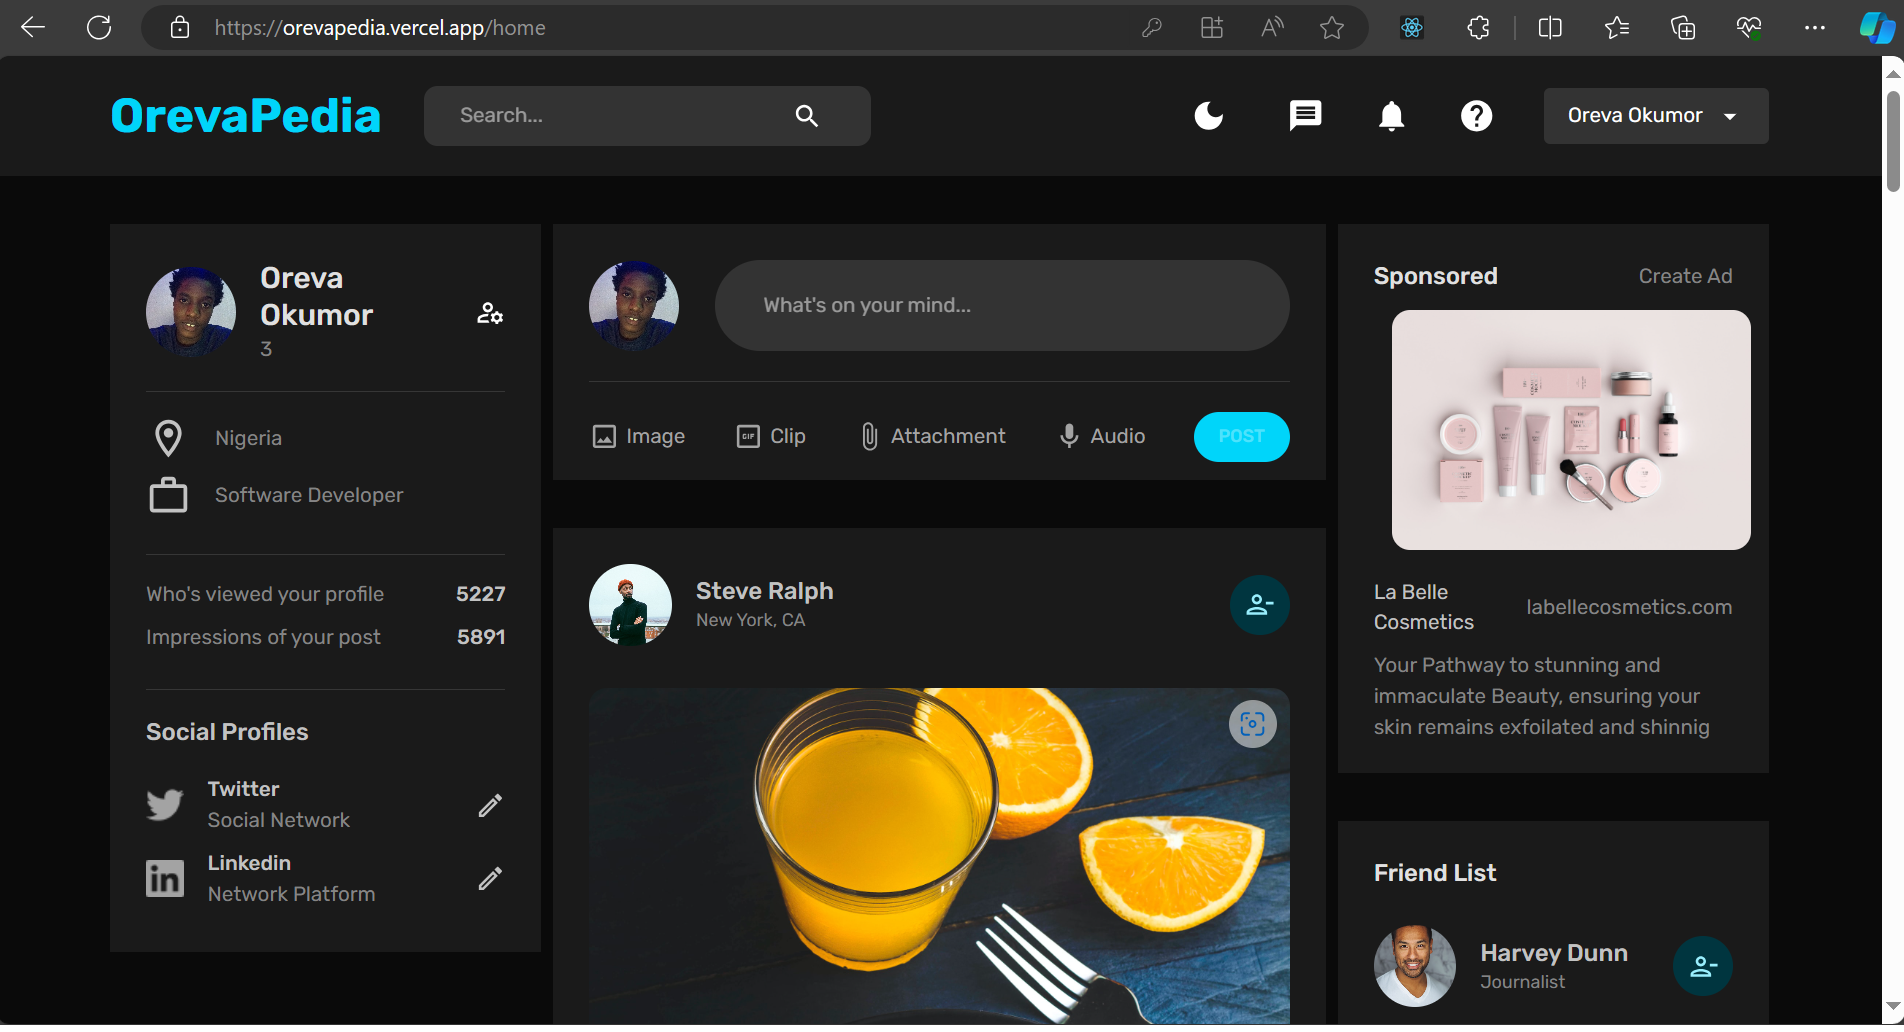 https://orevapedia.vercel.app/home
OrevaPedia
Search...
Oreva Okumor
Oreva
Okumor
3
Nigeria
Software Developer
Who's viewed your profile 5227
Impressions of your post 5891
Social Profiles
Twitter
Social Network
Linkedin
Network Platform
What's on your mind...
Image
GIF
Clip
Attachment
Audio
POST
Steve Ralph
New York, CA
Sponsored
Create Ad
La Belle
Cosmetics
labellecosmetics.com
Your Pathway to stunning and
immaculate Beauty, ensuring your
skin remains exfoliated and shinnig
Friend List
Harvey Dunn
Journalist